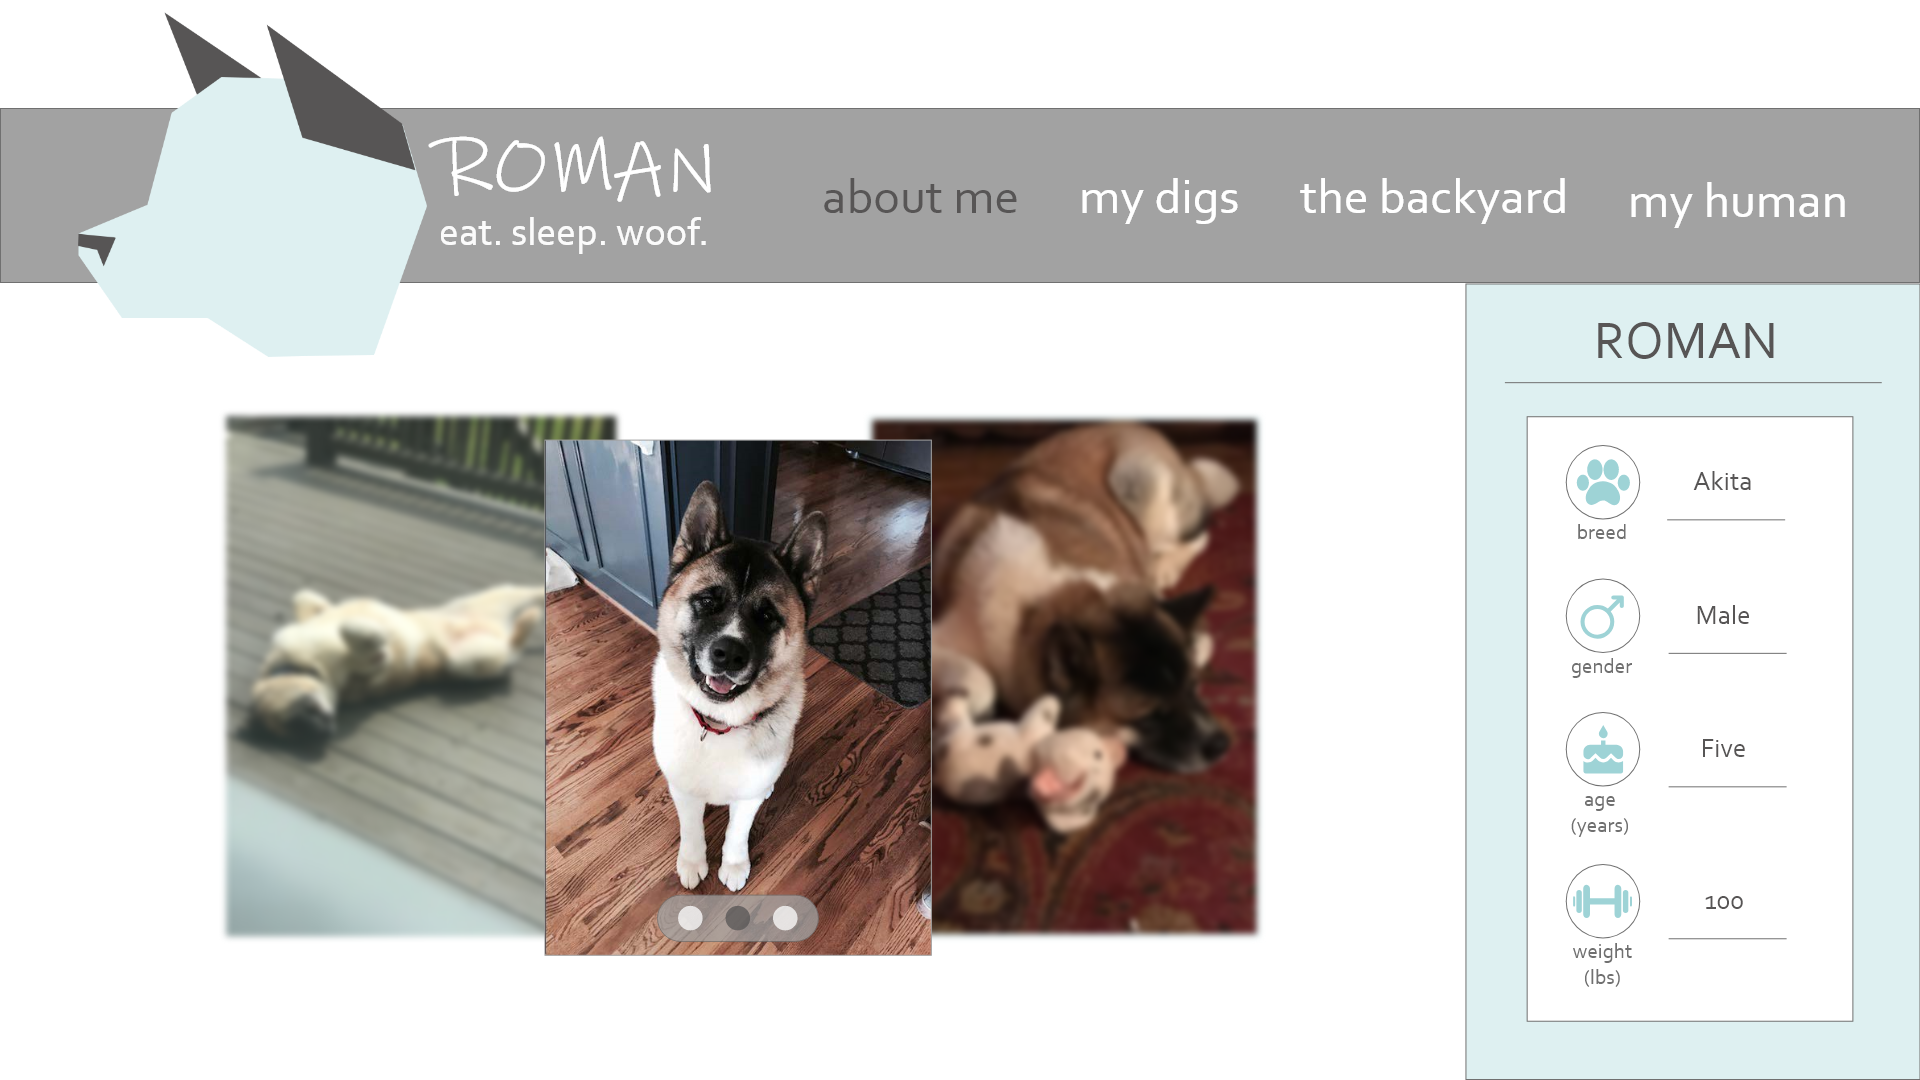 ROMAN
eat. sleep. woof.
about me
my digs
the backyard
my human
ROMAN
breed
Akita
gender
Male
age
(years)
Five
weight
(lbs)
100